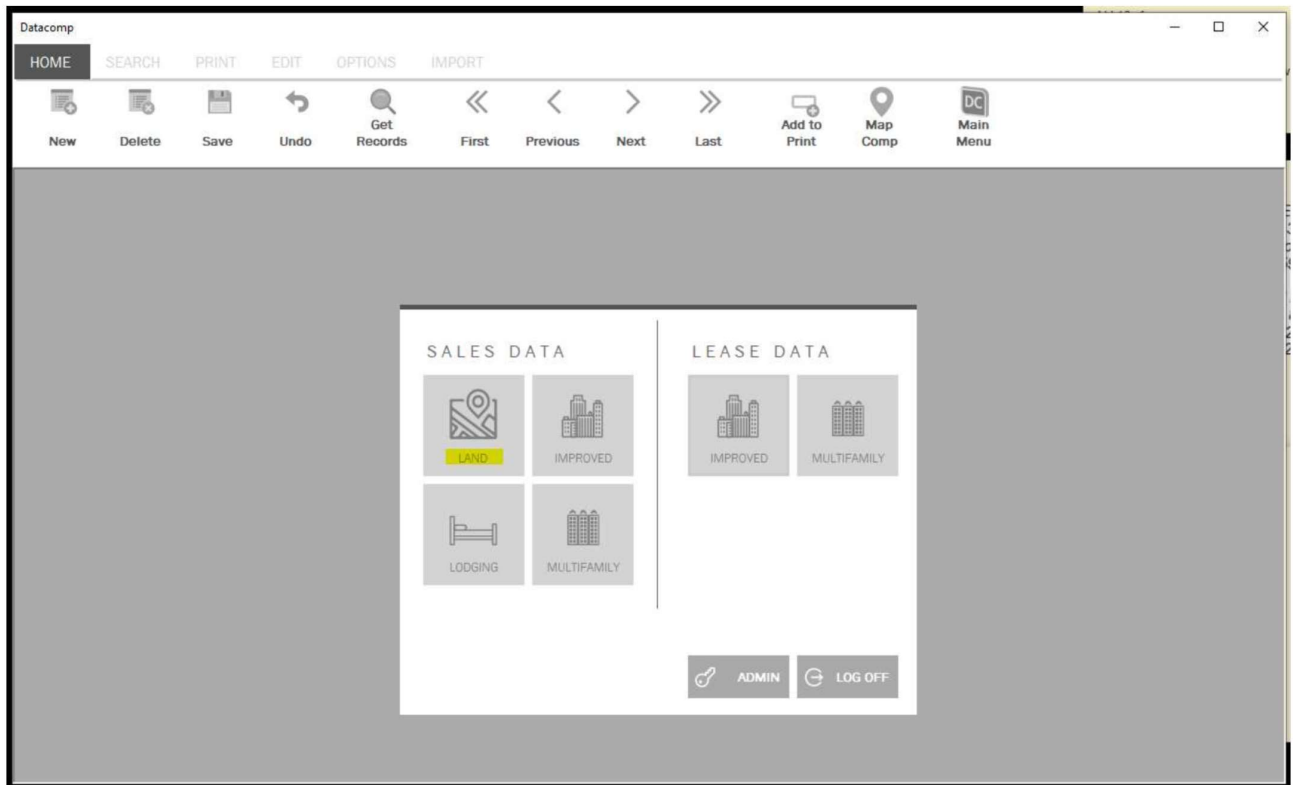 Datacomp
HOME SEARCH PRINT EDIT OPTIONS IMPORT
New Delete Save Undo Get Records First Previous Next Last Add to Print Map Comp DC Main Menu
SALES DATA
LAND IMPROVED
LODGING MULTIFAMILY
LEASE DATA
IMPROVED MULTIFAMILY
ADMIN LOG OFF